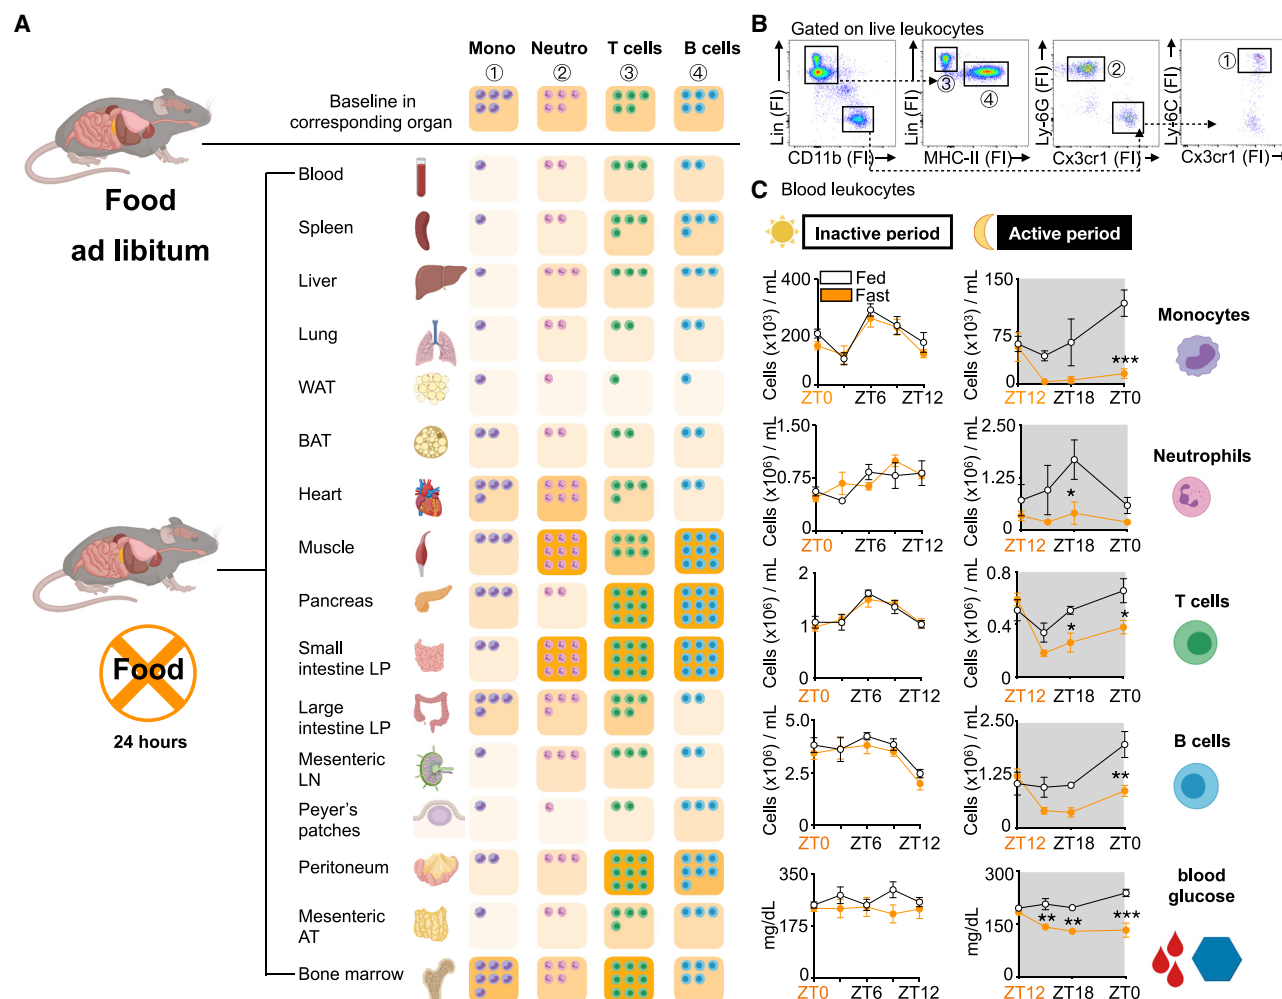 A
Mono
Neutro
T cells
B cells
①
②
③
④
Baseline in
corresponding organ
Food
ad libitum
Blood
Spleen
Liver
Lung
WAT
BAT
Heart
Muscle
Pancreas
Small
intestine LP
Large
intestine LP
Mesenteric
LN
Peyer's
patches
Peritoneum
Mesenteric
AT
Bone marrow
Food
24 hours
B
Gated on live leukocytes
Lin (FI)
CD11b (FI)
Lin (FI)
③
④
MHC-II (FI)
Ly-6G (FI)
②
Cx3cr1 (FI)
Ly-6C (FI)
①
Cx3cr1 (FI)
C
Blood leukocytes
Inactive period
Active period
Cells (x10³) / mL
400
200
0
Fed
Fast
ZT0
ZT6
ZT12
Cells (x10³) / mL
150
75
0
***
ZT12
ZT18
ZT0
Monocytes
Cells (x10⁶) / mL
1.50
0.75
0
ZT0
ZT6
ZT12
Cells (x10⁶) / mL
2.50
1.25
0
*
ZT12
ZT18
ZT0
Neutrophils
Cells (x10⁶) / mL
2
1
0
ZT0
ZT6
ZT12
Cells (x10⁶) / mL
0.8
0.4
0
*
*
ZT12
ZT18
ZT0
T cells
Cells (x10⁶) / mL
5.0
2.5
0
ZT0
ZT6
ZT12
Cells (x10⁶) / mL
2.50
1.25
0
**
ZT12
ZT18
ZT0
B cells
mg/dL
350
175
0
ZT0
ZT6
ZT12
mg/dL
300
150
0
**
**
***
ZT12
ZT18
ZT0
blood
glucose